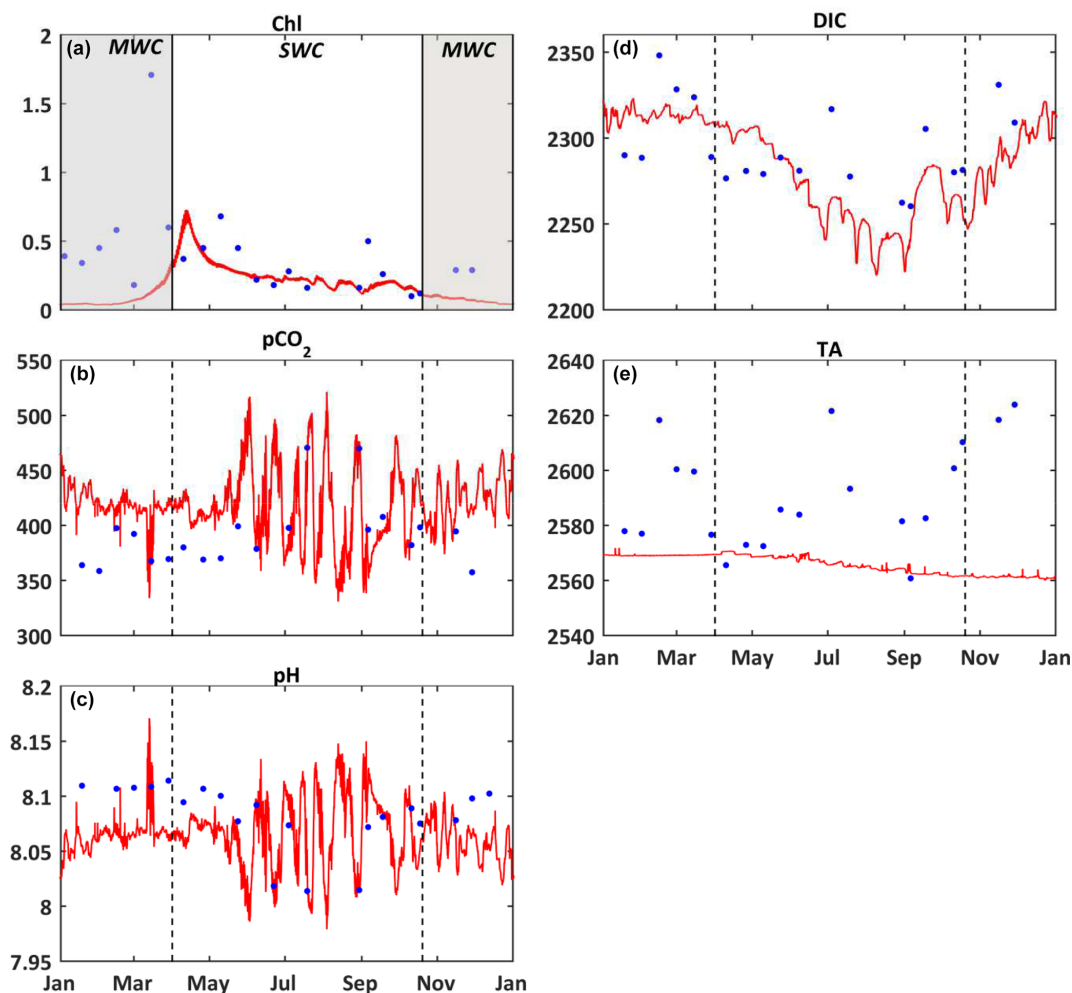 Chl
(a)
MWC
SWC
MWC
2
1.5
1
0.5
0
pCO2
(b)
550
500
450
400
350
300
pH
(c)
8.2
8.15
8.1
8.05
8
7.95
Jan Mar May Jul Sep Nov Jan
DIC
(d)
2350
2300
2250
2200
TA
(e)
2640
2620
2600
2580
2560
2540
Jan Mar May Jul Sep Nov Jan